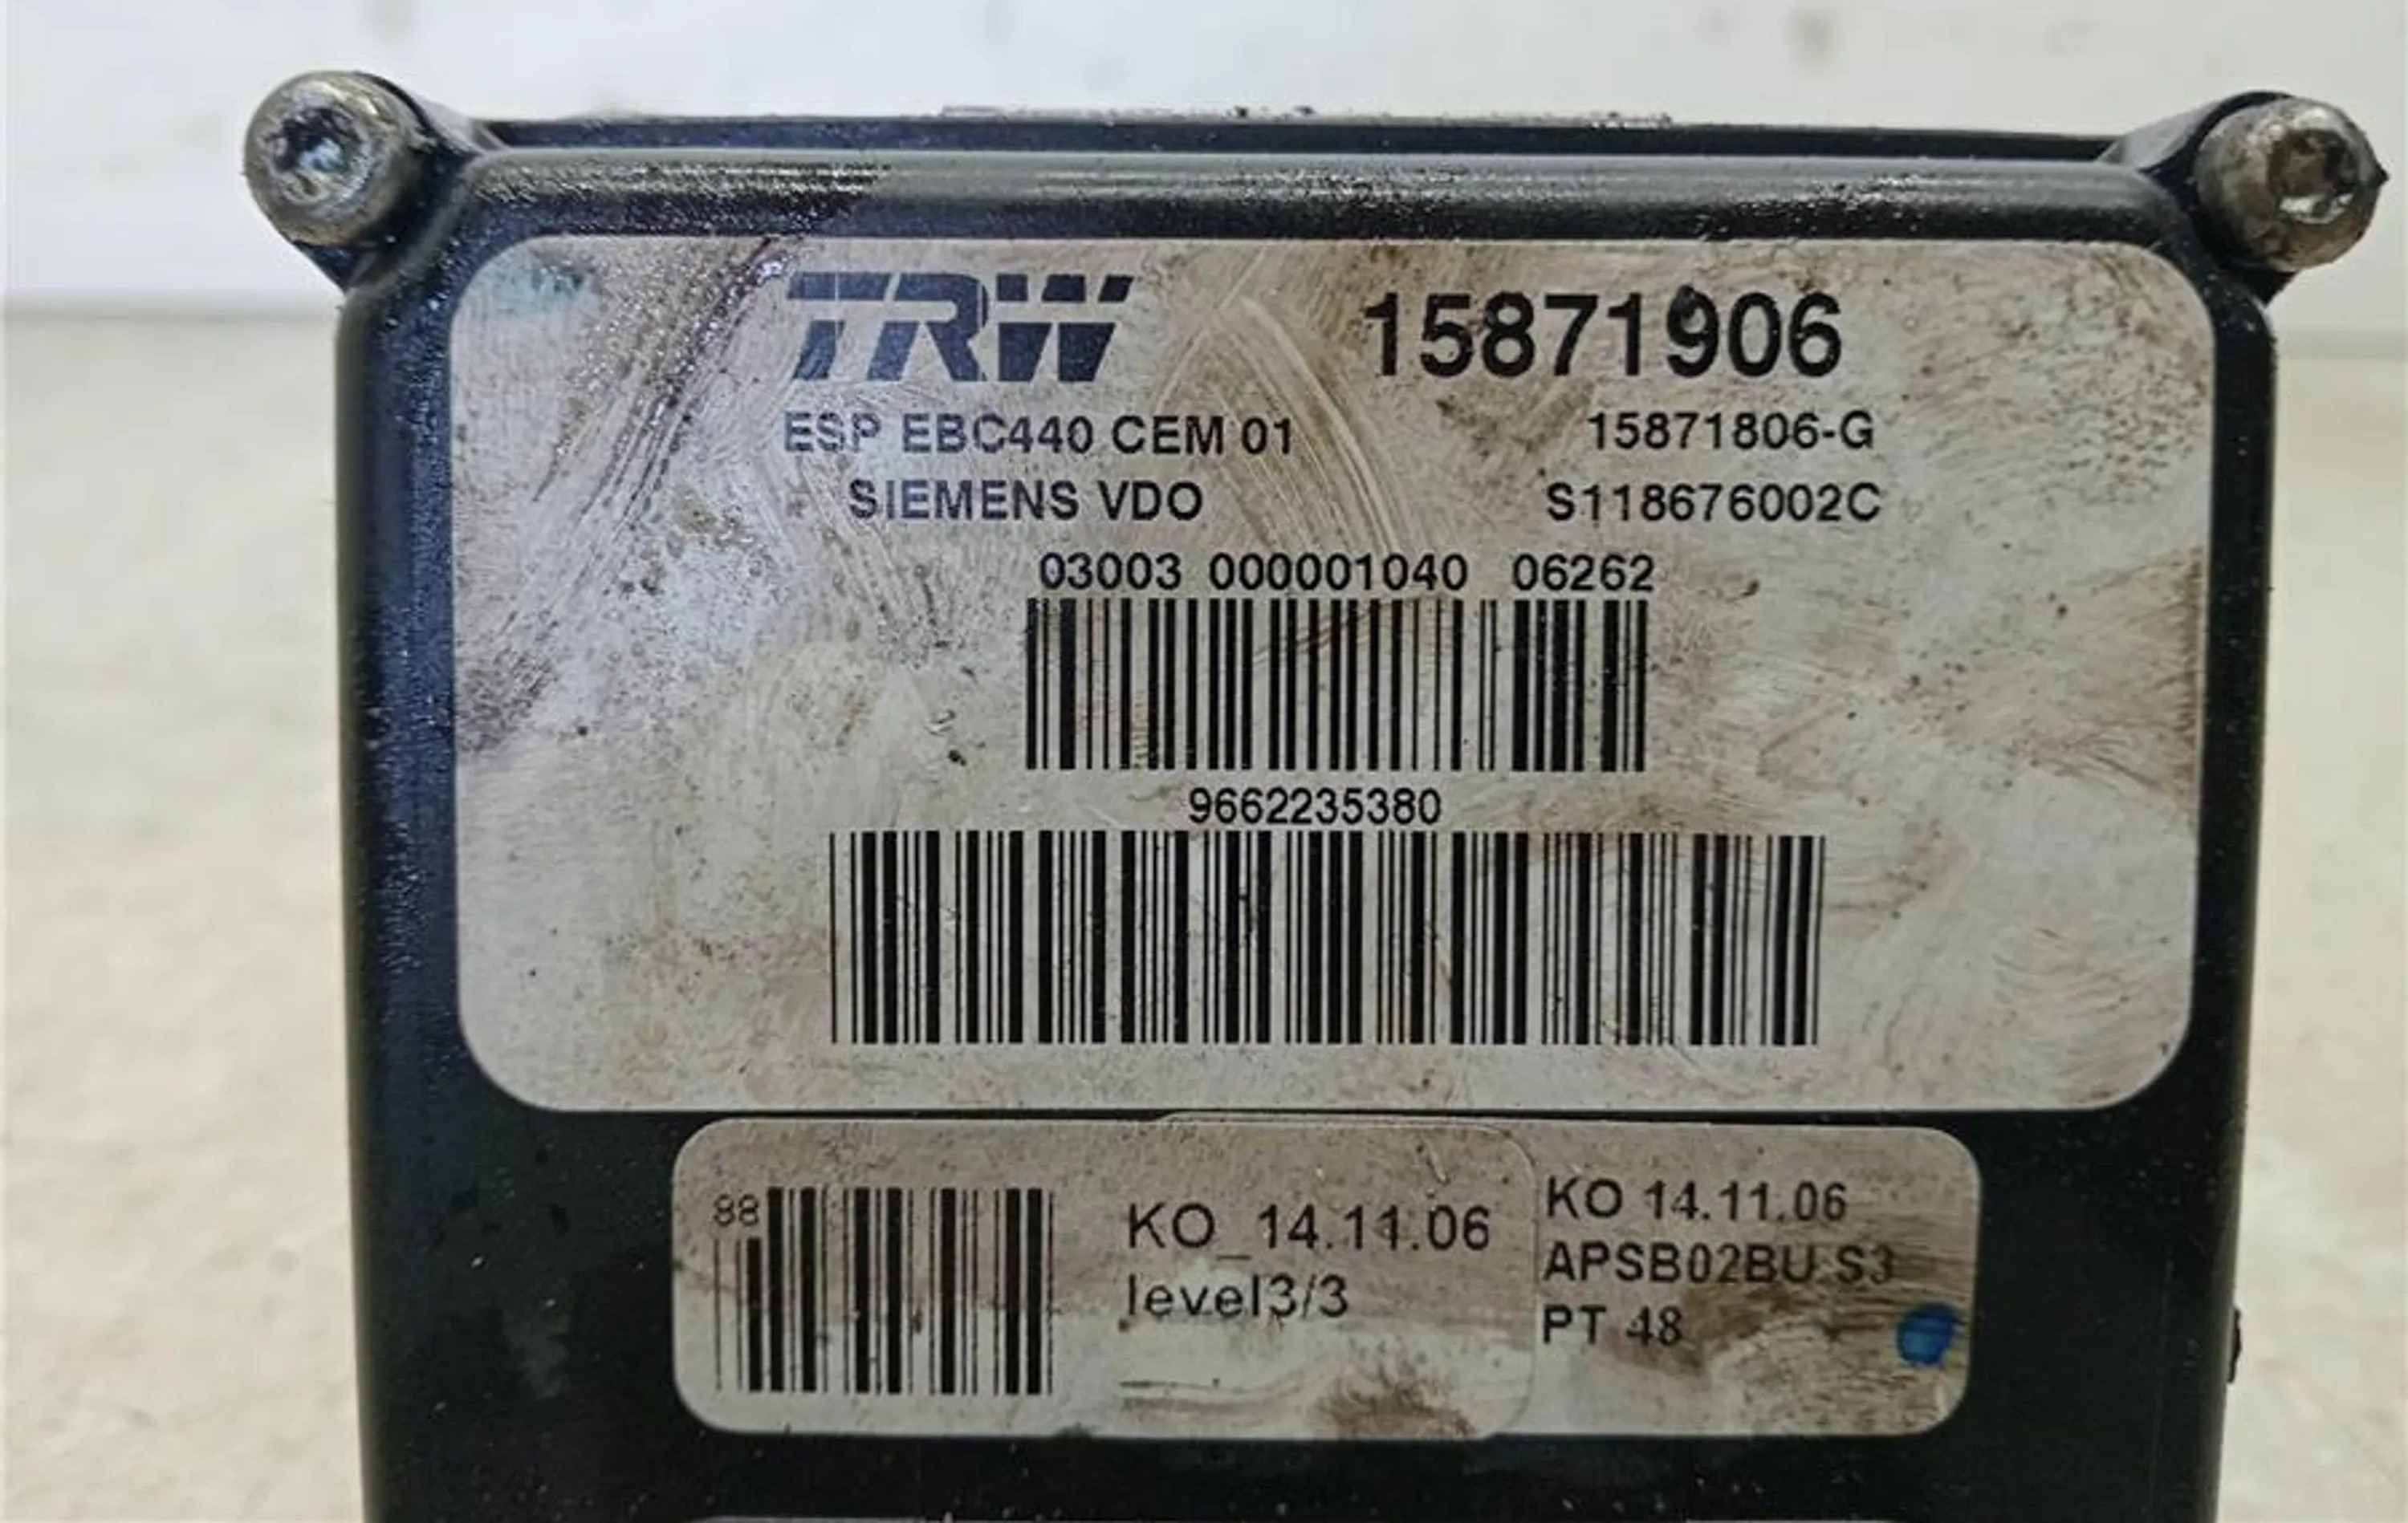 TRW 15871906
ESP EBC440 CEM 01 15871806-G
SIEMENS VDO S118676002C
03003 000001040 06262
9662235380
88
KO_14.11.06
level3/3
KO 14.11.06
APSB02BU S3
PT 48